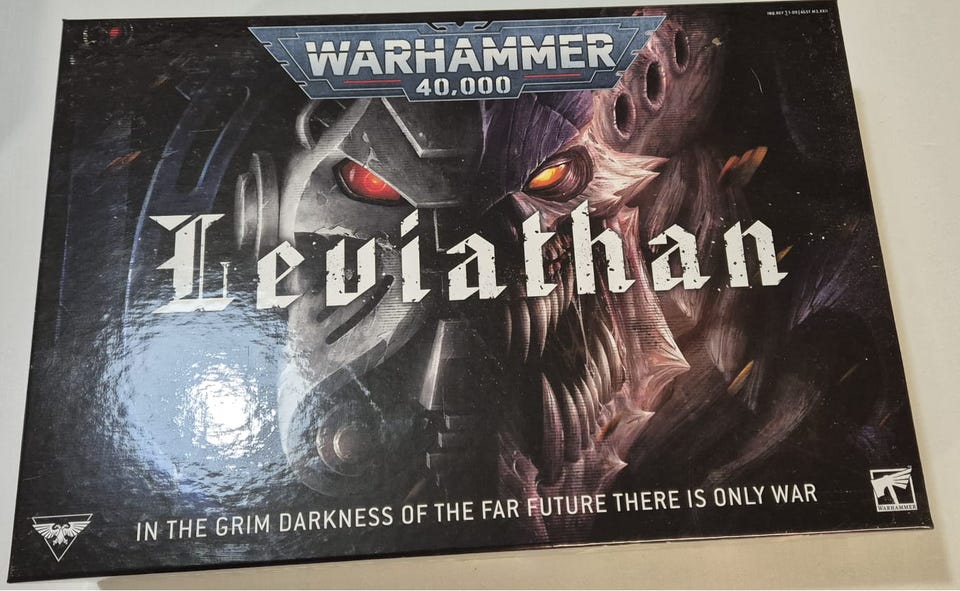 WARHAMMER
40,000
Leviathan
IN THE GRIM DARKNESS OF THE FAR FUTURE THERE IS ONLY WAR
WARHAMMER